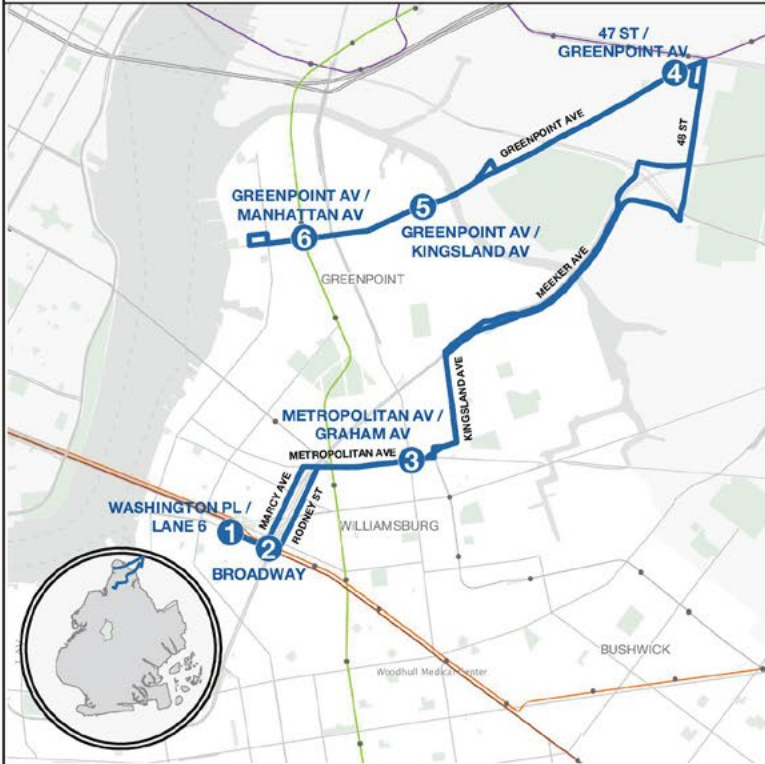 47 ST /
GREENPOINT AV
4
48 ST
GREENPOINT AVE
GREENPOINT AV /
MANHATTAN AV
5
6
GREENPOINT AV /
KINGSLAND AV
GREENPOINT
MEEKER AVE
KINGSLAND AVE
METROPOLITAN AV /
GRAHAM AV
METROPOLITAN AVE
3
MARCY AVE
RODNEY ST
WASHINGTON PL /
LANE 6
1
2
WILLIAMSBURG
BROADWAY
BUSHWICK
Woodhull Medical Center